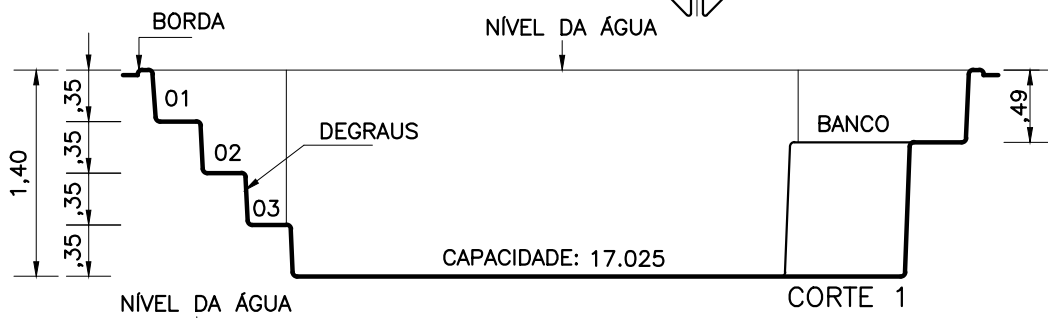 BORDA
NÍVEL DA ÁGUA
,35
01
,35
02
DEGRAUS
BANCO
,49
1,40
,35
03
,35
CAPACIDADE: 17.025
CORTE 1
NÍVEL DA ÁGUA